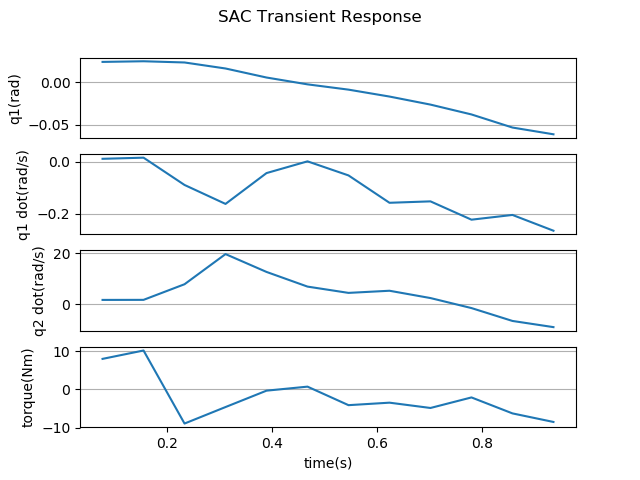 SAC Transient Response
q1(rad)
0.00
−0.05
q1 dot(rad/s)
0.0
−0.2
q2 dot(rad/s)
20
0
torque(Nm)
10
0
−10
0.2 0.4 0.6 0.8
time(s)